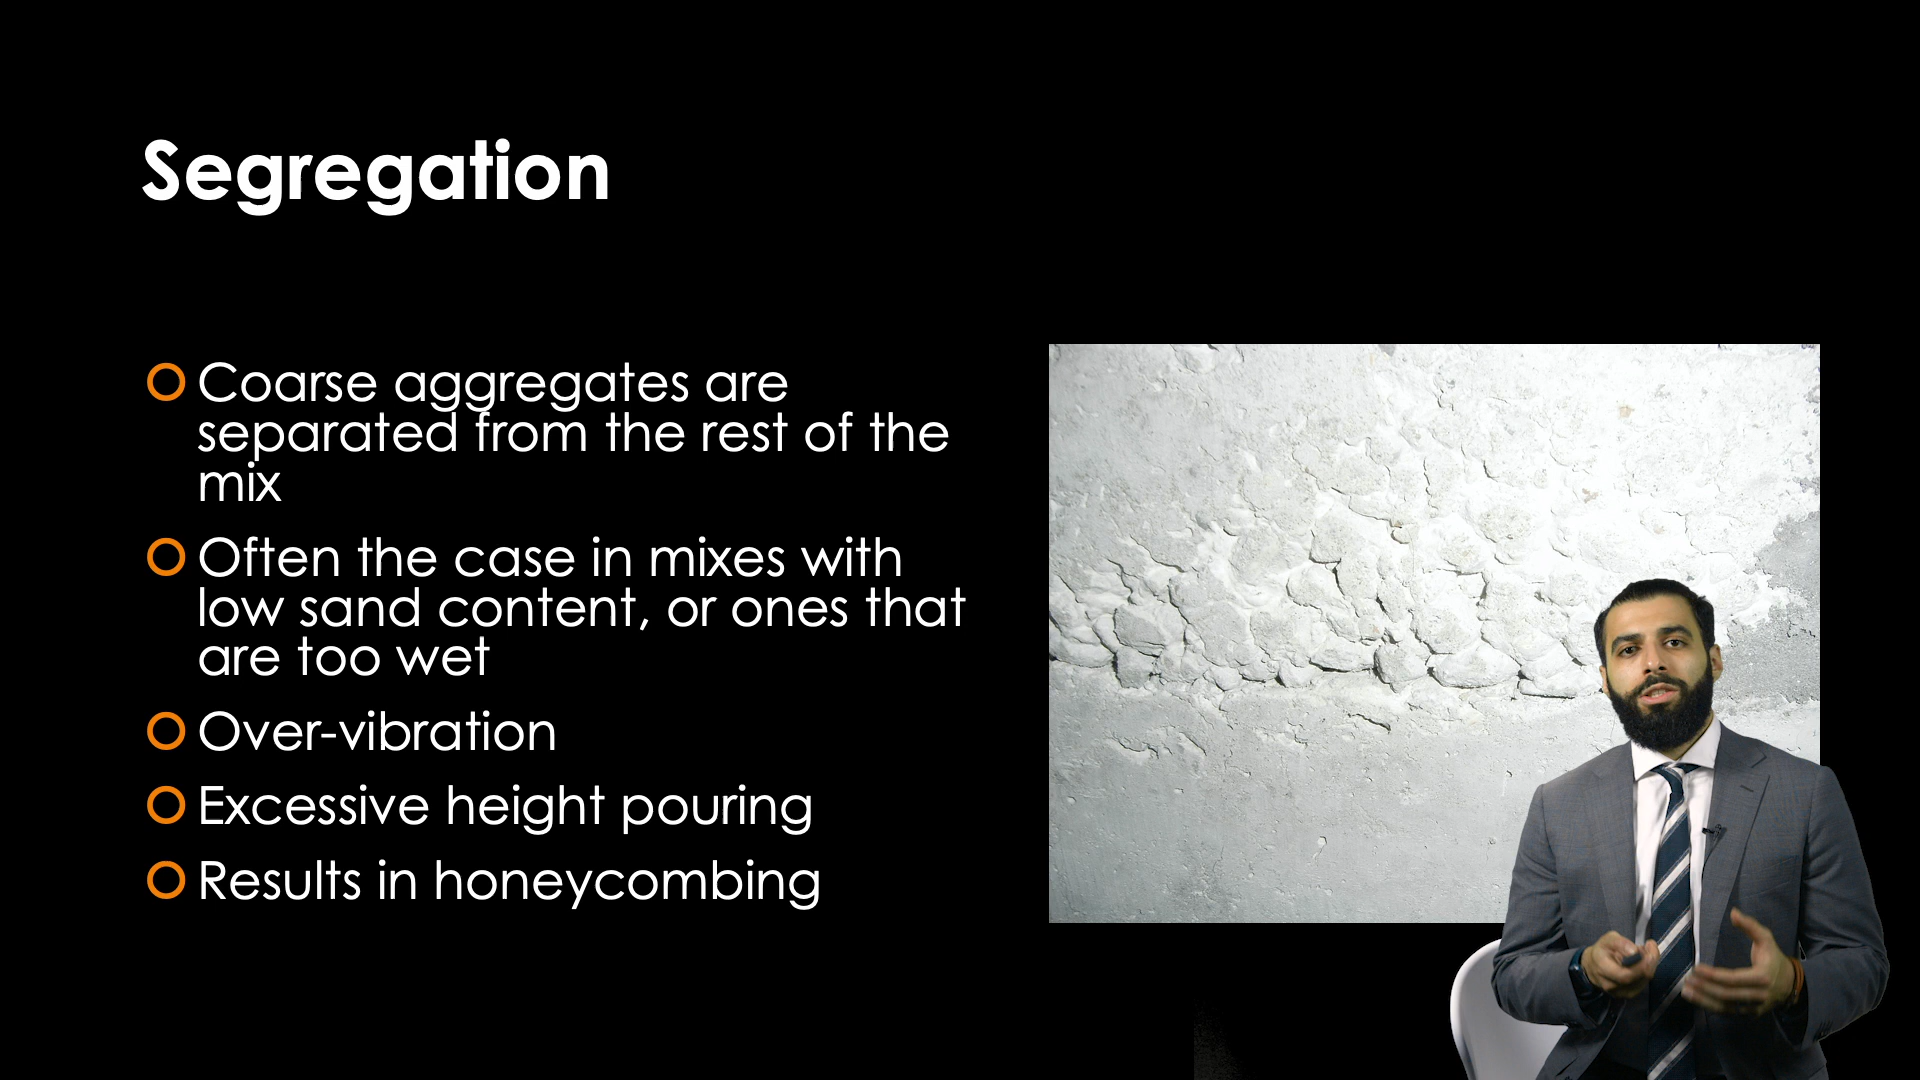 Segregation
Coarse aggregates are
separated from the rest of the
mix
Often the case in mixes with
low sand content, or ones that
are too wet
Over-vibration
Excessive height pouring
Results in honeycombing